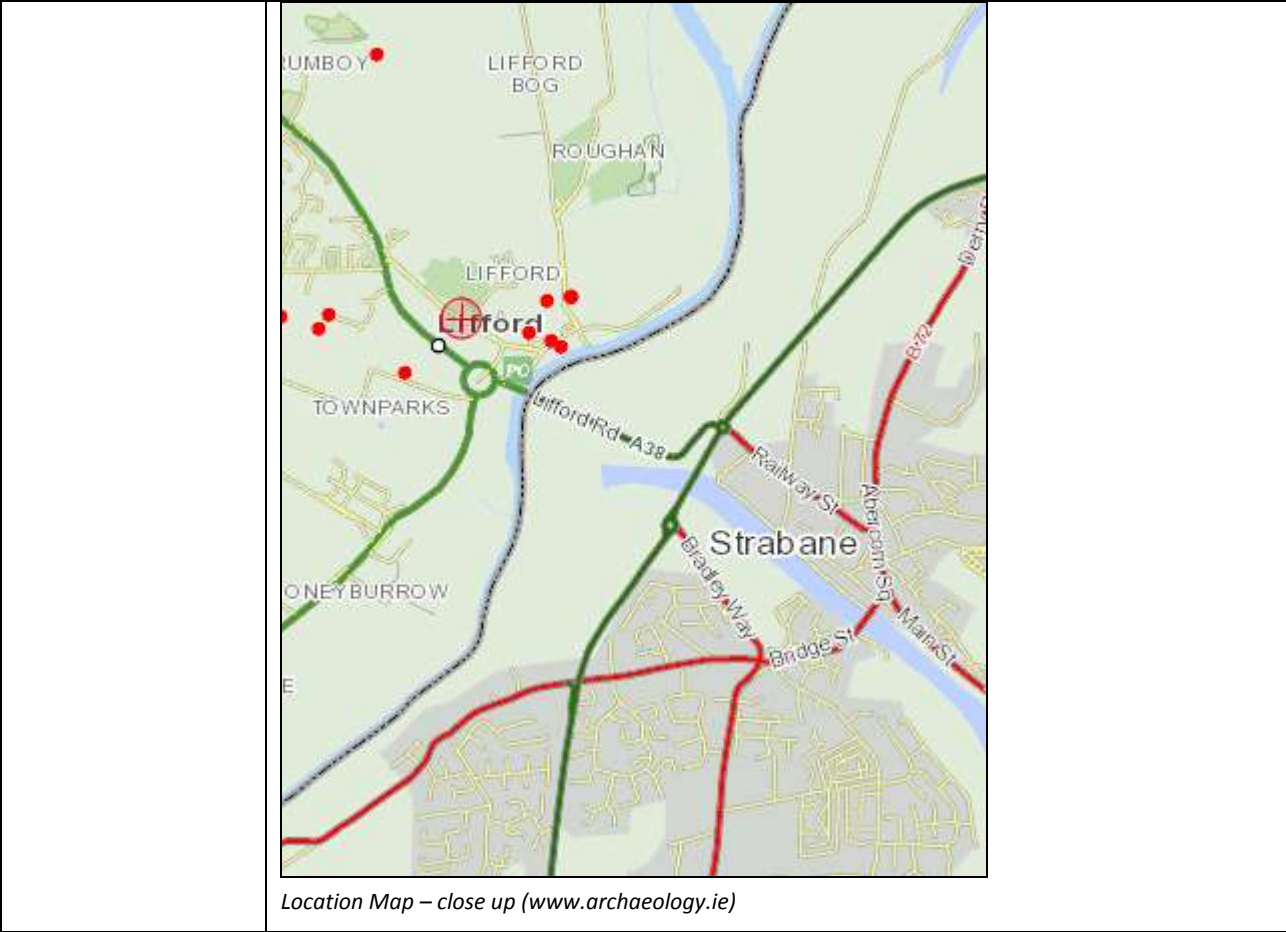 RUMBOY
LIFFORD
BOG
ROUGHAN
LIFFORD
Lifford
PO
TOWNPARKS
Lifford Rd A38
Railway St
B72
Abercorn Sq
Strabane
Bradley Way
ONEYBURROW
Bridge St
Main St
E
Location Map – close up (www.archaeology.ie)